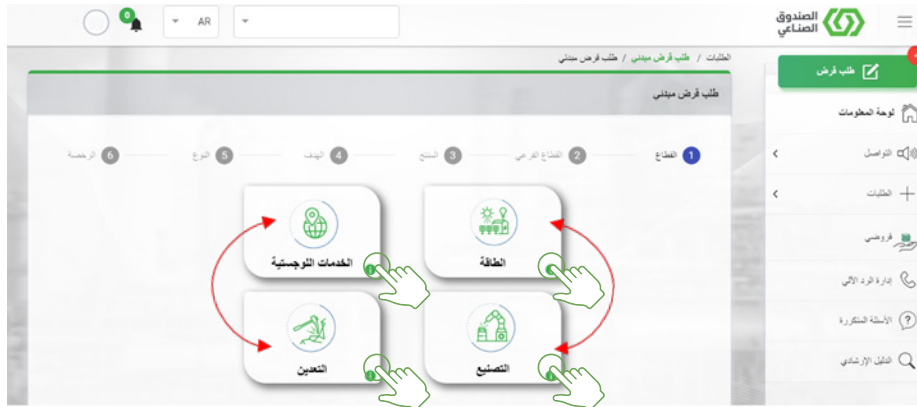 الصندوق
الصناعي
AR
0
الطلبات / طلب قرض مبدئي / طلب قرض مبدئي
طلب قرض مبدئي
1 القطاع
2 القطاع الفرعي
3 المنتج
4 الهدف
5 النوع
6 الرخصة
الطاقة
الخدمات اللوجستية
التصنيع
التعدين
طلب قرض
لوحة المعلومات
التواصل
الطلبات
قروضي
إدارة الرد الآلي
الأسئلة المتكررة
الدليل الإرشادي